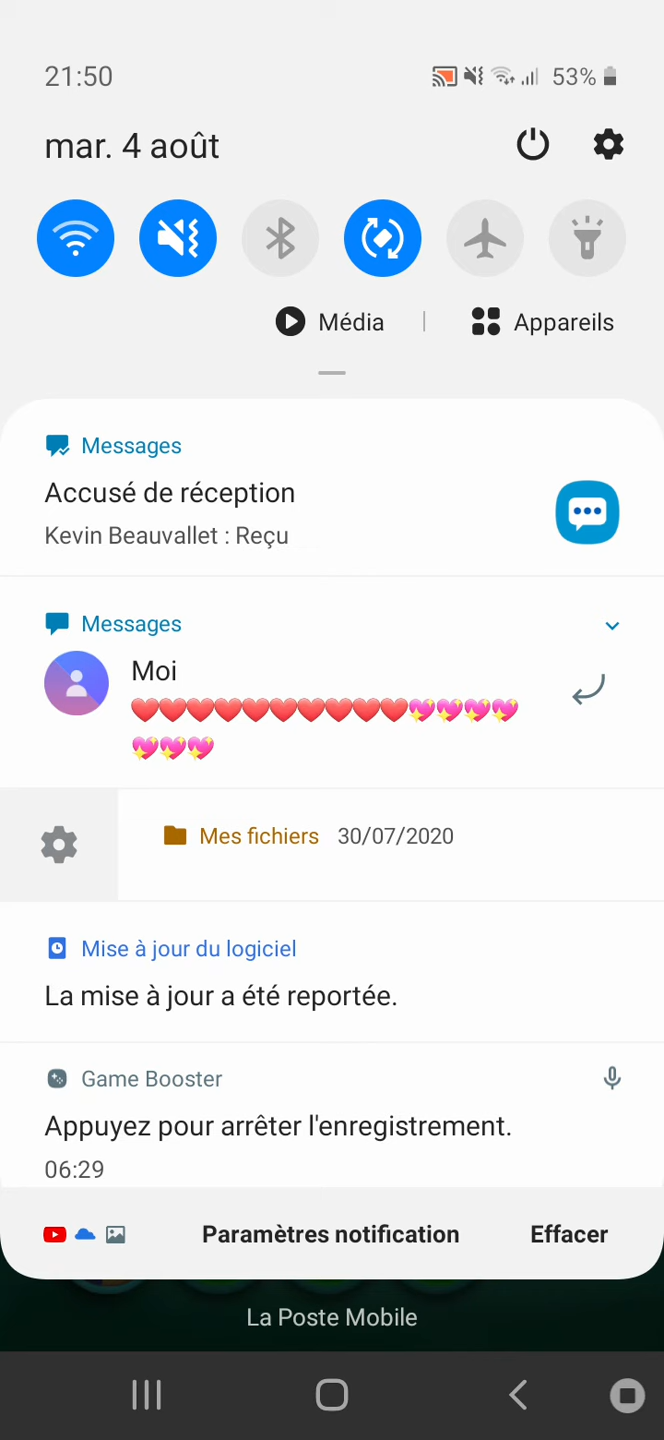 21:50 53%
mar. 4 août
Média | Appareils
Messages
Accusé de réception
Kevin Beauvallet : Reçu
Messages
Moi
❤️❤️❤️❤️❤️❤️❤️❤️❤️❤️💖💖💖💖
💖💖💖
Mes fichiers 30/07/2020
Mise à jour du logiciel
La mise à jour a été reportée.
Game Booster
Appuyez pour arrêter l'enregistrement.
06:29
Paramètres notification Effacer
La Poste Mobile